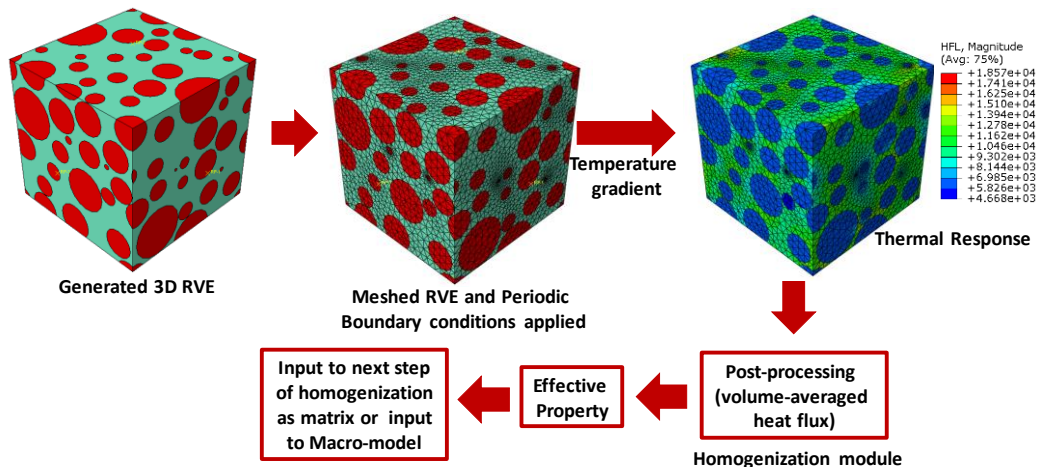 HFL, Magnitude
(Avg: 75%)
+1.857e+04
+1.741e+04
+1.625e+04
+1.510e+04
+1.394e+04
+1.278e+04
+1.162e+04
+1.046e+04
+9.302e+03
+8.144e+03
+6.985e+03
+5.826e+03
+4.668e+03
Temperature
gradient
Thermal Response
Generated 3D RVE
Meshed RVE and Periodic
Boundary conditions applied
Input to next step
of homogenization
as matrix or input
to Macro-model
Effective
Property
Post-processing
(volume-averaged
heat flux)
Homogenization module